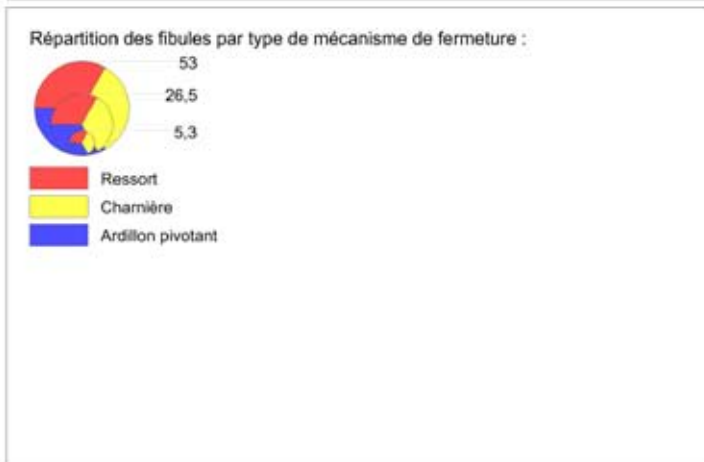 Répartition des fibules par type de mécanisme de fermeture :
53
26,5
5,3
Ressort
Charnière
Ardillon pivotant